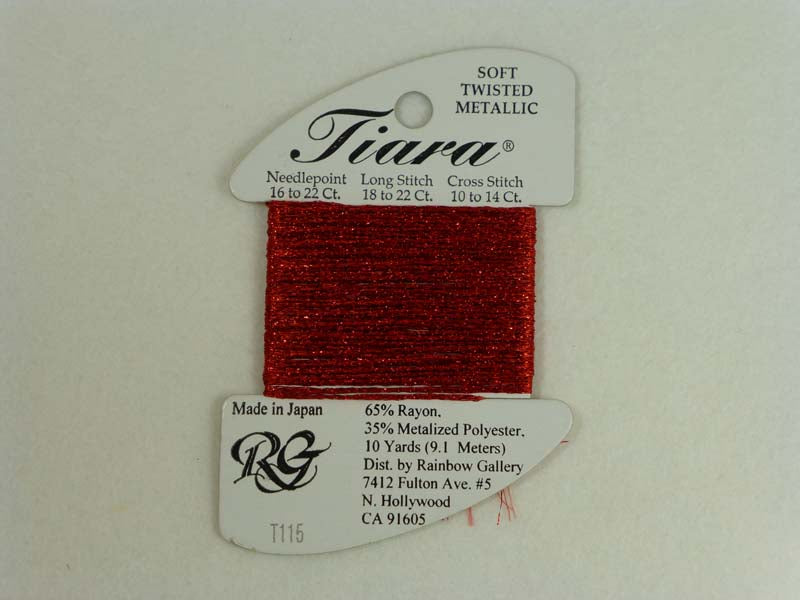 SOFT
TWISTED
METALLIC
Tiara®
Needlepoint Long Stitch Cross Stitch
16 to 22 Ct. 18 to 22 Ct. 10 to 14 Ct.
Made in Japan
RG
T115
65% Rayon,
35% Metalized Polyester,
10 Yards (9.1 Meters)
Dist. by Rainbow Gallery
7412 Fulton Ave. #5
N. Hollywood
CA 91605